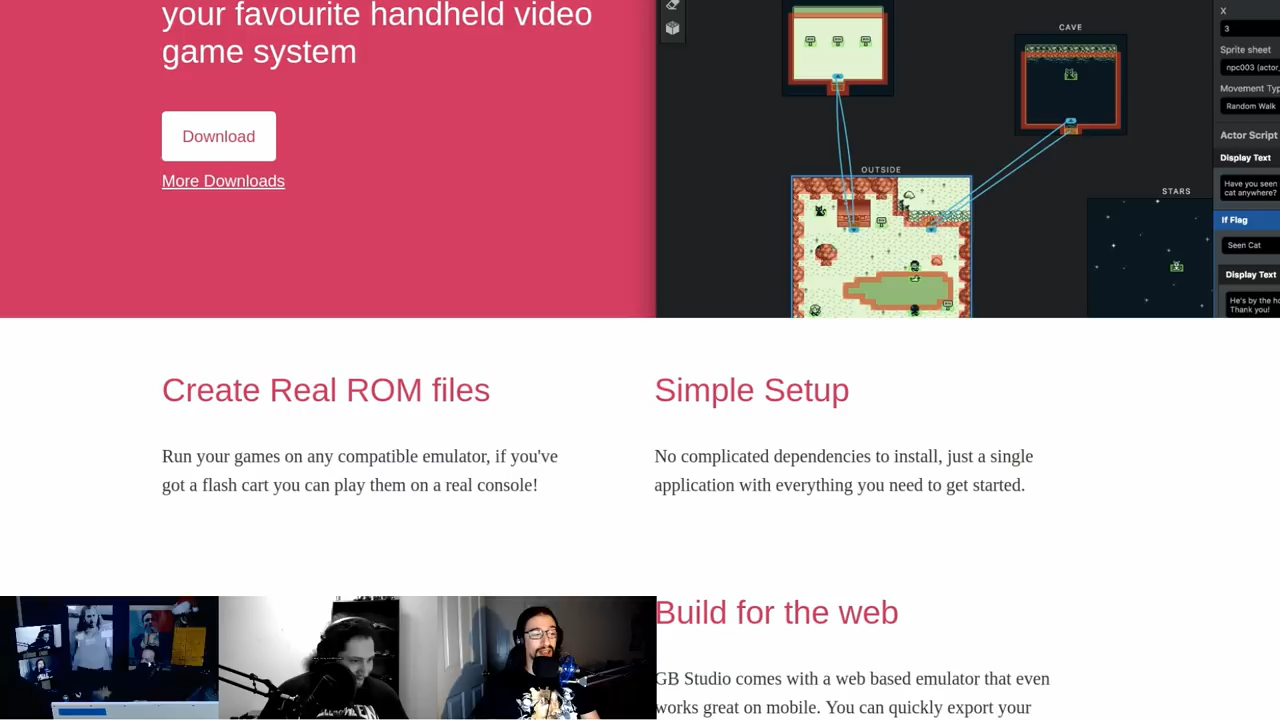 your favourite handheld video
game system
Download
More Downloads
CAVE
OUTSIDE
STARS
X
3
Sprite sheet
npc003 (actor_
Movement Typ
Random Walk
Actor Script
Display Text
Have you seen
cat anywhere?
If Flag
Seen Cat
Display Text
He's by the ho
Thank you!
Create Real ROM files
Run your games on any compatible emulator, if you've
got a flash cart you can play them on a real console!
Simple Setup
No complicated dependencies to install, just a single
application with everything you need to get started.
Build for the web
GB Studio comes with a web based emulator that even
works great on mobile. You can quickly export your